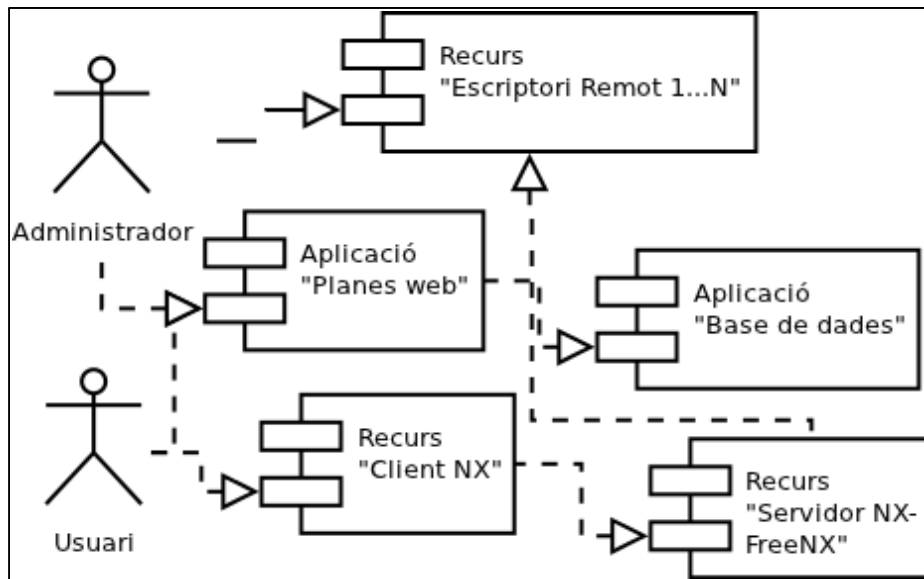 Recurs
"Escriptori Remot 1...N"
Administrador
Aplicació
"Planes web"
Aplicació
"Base de dades"
Recurs
"Client NX"
Usuari
Recurs
"Servidor NX-
FreeNX"